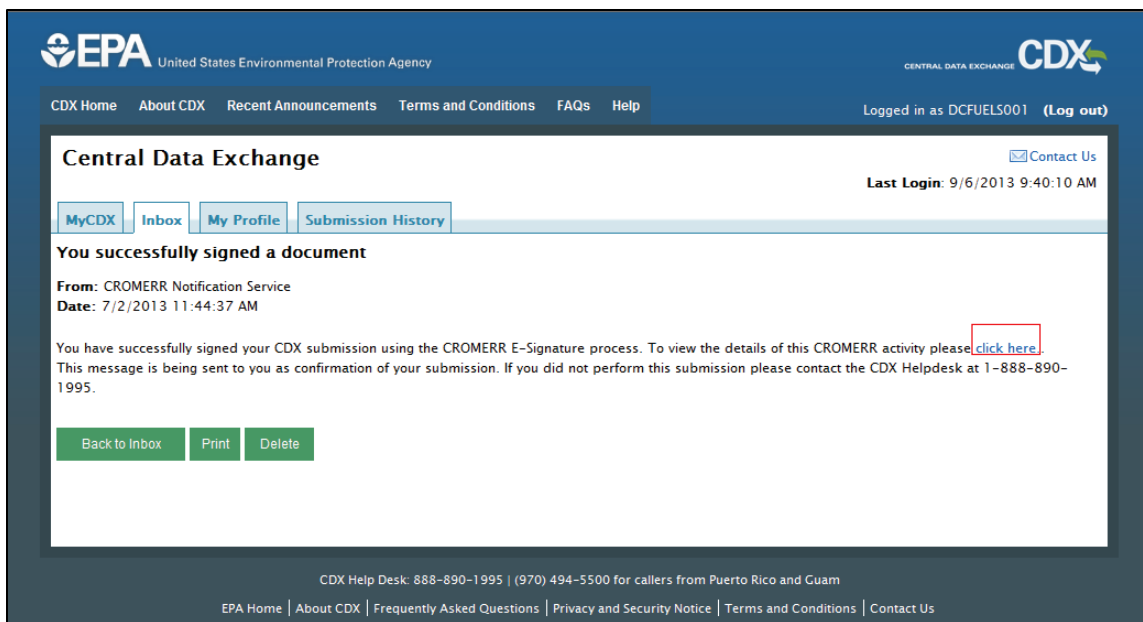 EPA United States Environmental Protection Agency
CENTRAL DATA EXCHANGE CDX
CDX Home About CDX Recent Announcements Terms and Conditions FAQs Help
Logged in as DCFUELS001 (Log out)
Central Data Exchange
Contact Us
Last Login: 9/6/2013 9:40:10 AM
MyCDX Inbox My Profile Submission History
You successfully signed a document
From: CROMERR Notification Service
Date: 7/2/2013 11:44:37 AM
You have successfully signed your CDX submission using the CROMERR E-Signature process. To view the details of this CROMERR activity please click here.
This message is being sent to you as confirmation of your submission. If you did not perform this submission please contact the CDX Helpdesk at 1-888-890-
1995.
Back to Inbox Print Delete
CDX Help Desk: 888-890-1995 | (970) 494-5500 for callers from Puerto Rico and Guam
EPA Home | About CDX | Frequently Asked Questions | Privacy and Security Notice | Terms and Conditions | Contact Us